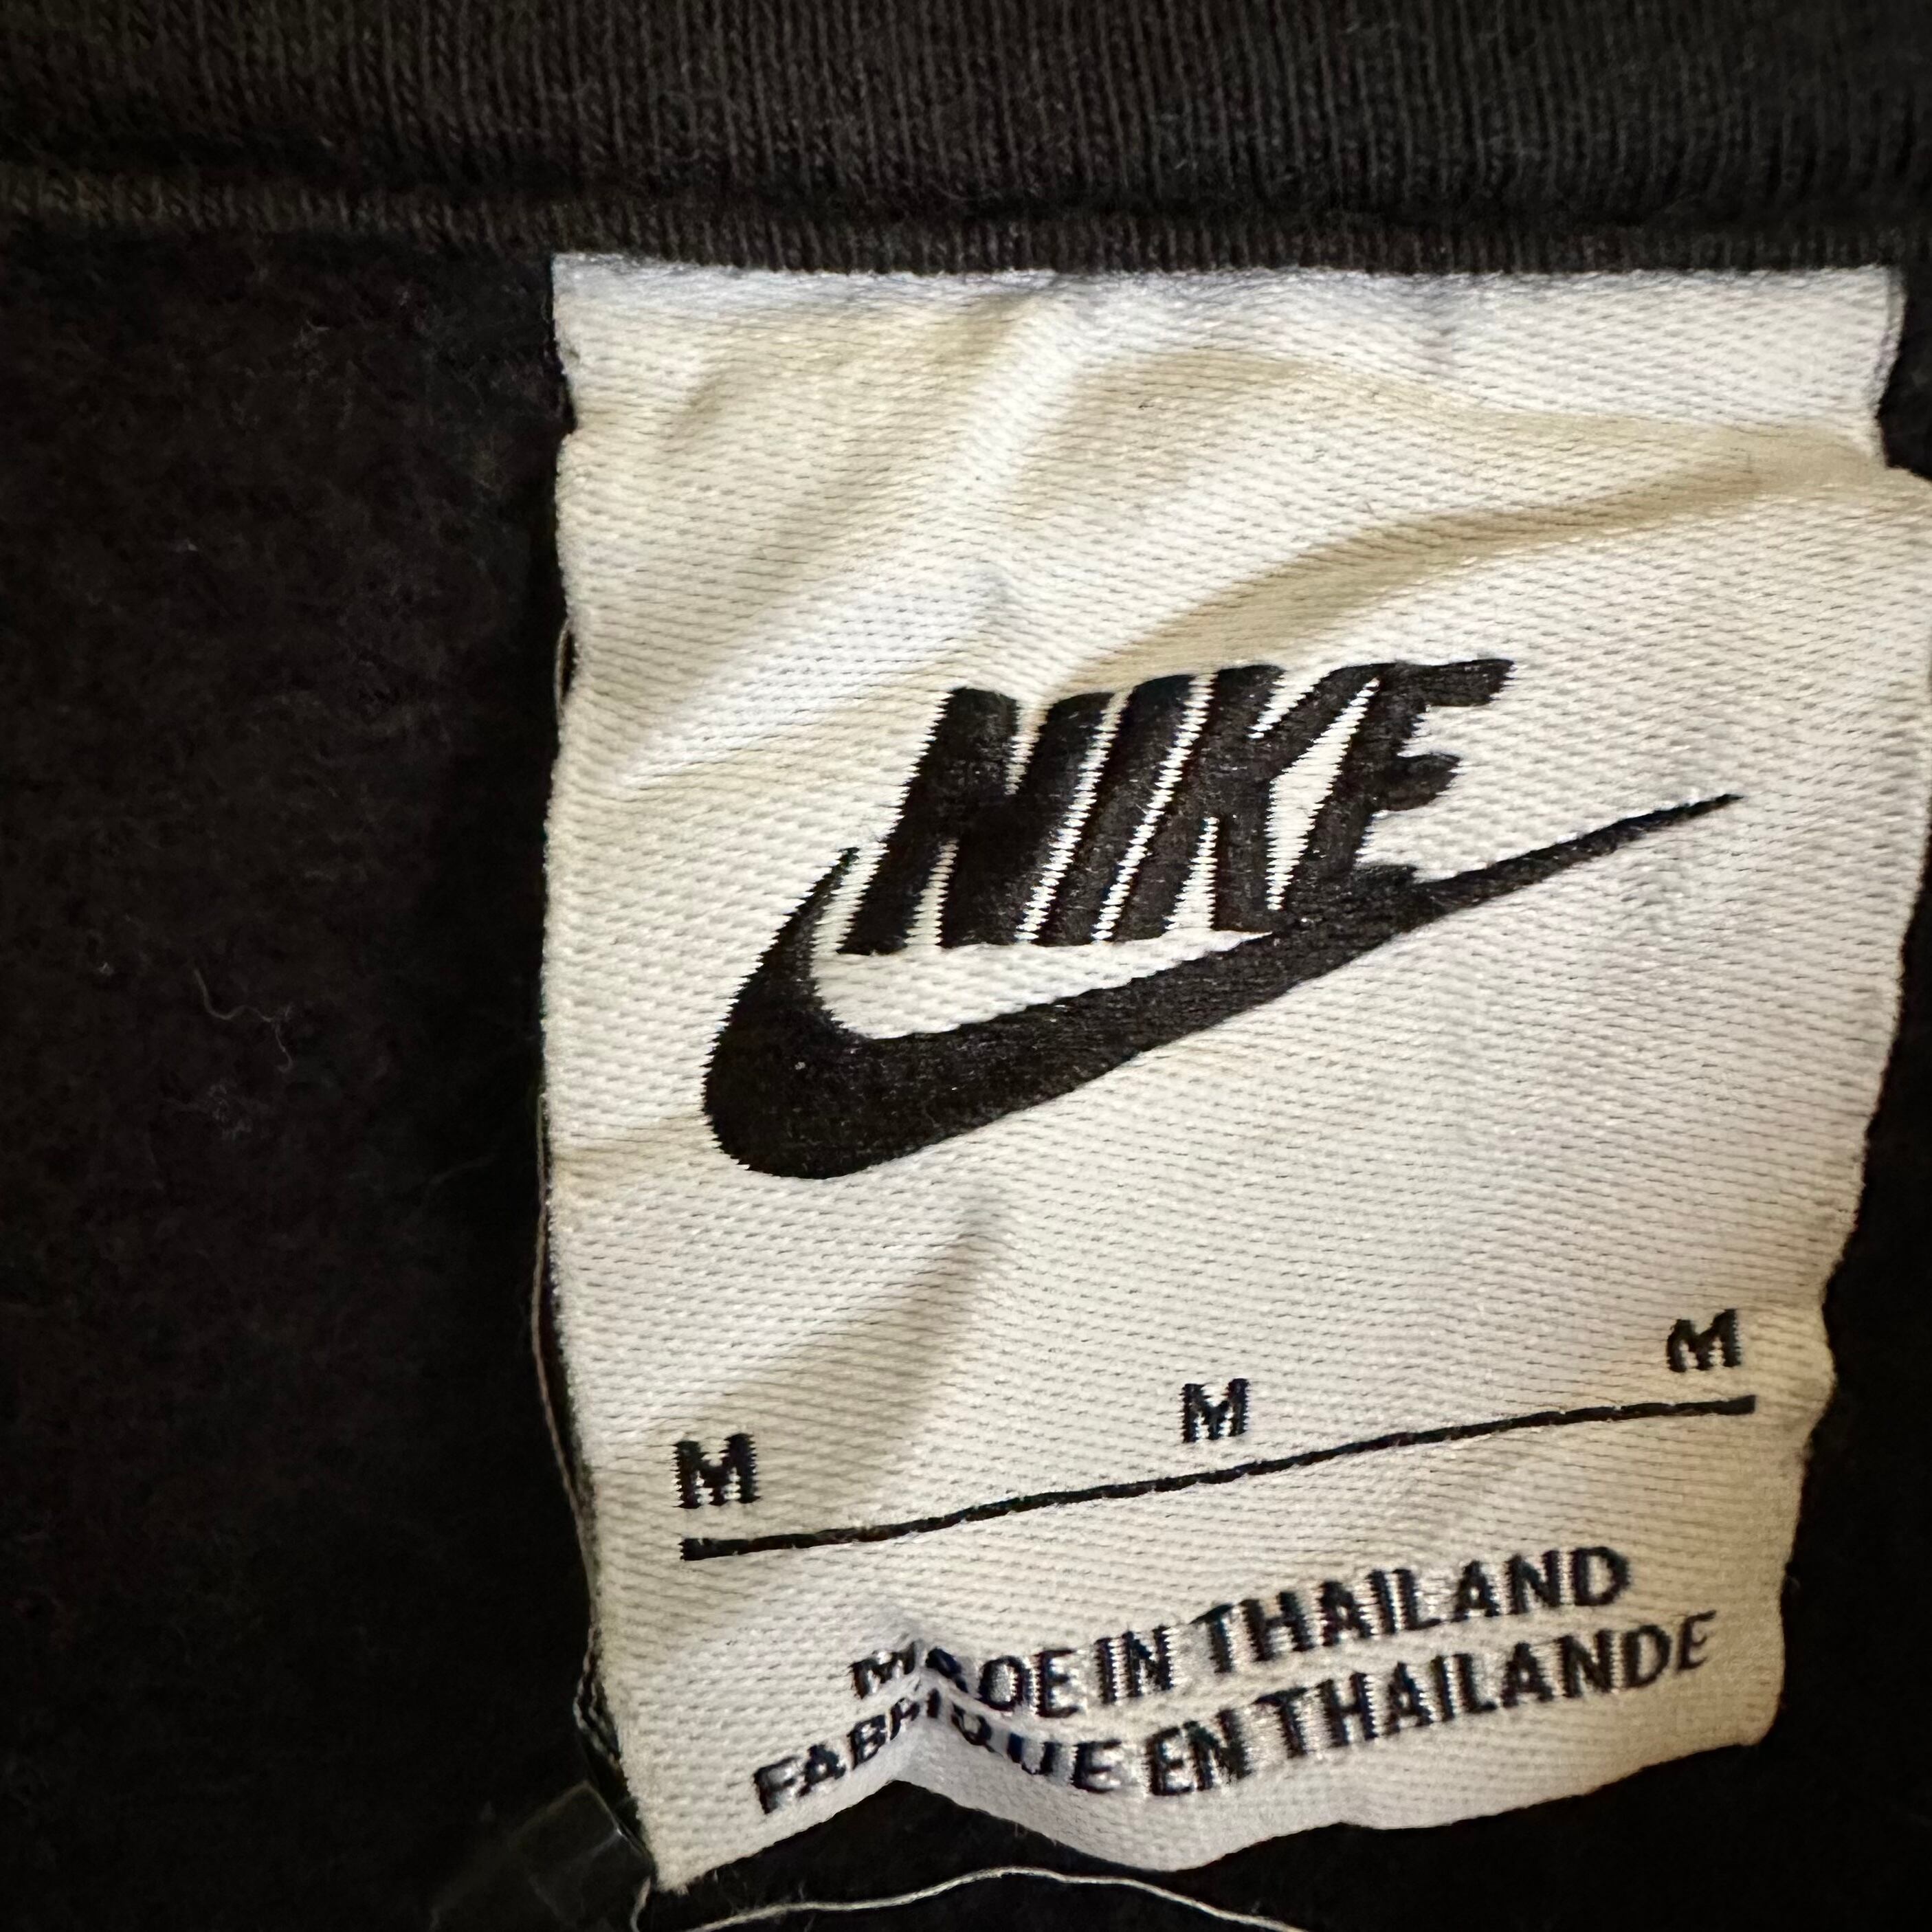 NIKE
M M M
MADE IN THAILAND
FABRIQUE EN THAILANDE